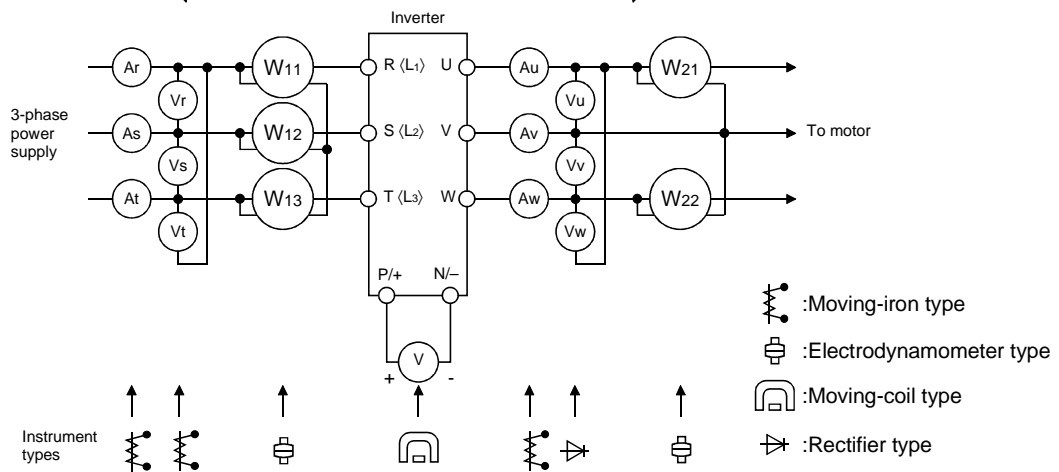 Inverter
Ar
Vr
W11
R ⟨L1⟩
U
Au
Vu
W21
3-phase
power
supply
As
Vs
W12
S ⟨L2⟩
V
Av
Vv
To motor
At
Vt
W13
T ⟨L3⟩
W
Aw
Vw
W22
P/+
N/–
V
+
-
:Moving-iron type
:Electrodynamometer type
:Moving-coil type
:Rectifier type
Instrument
types